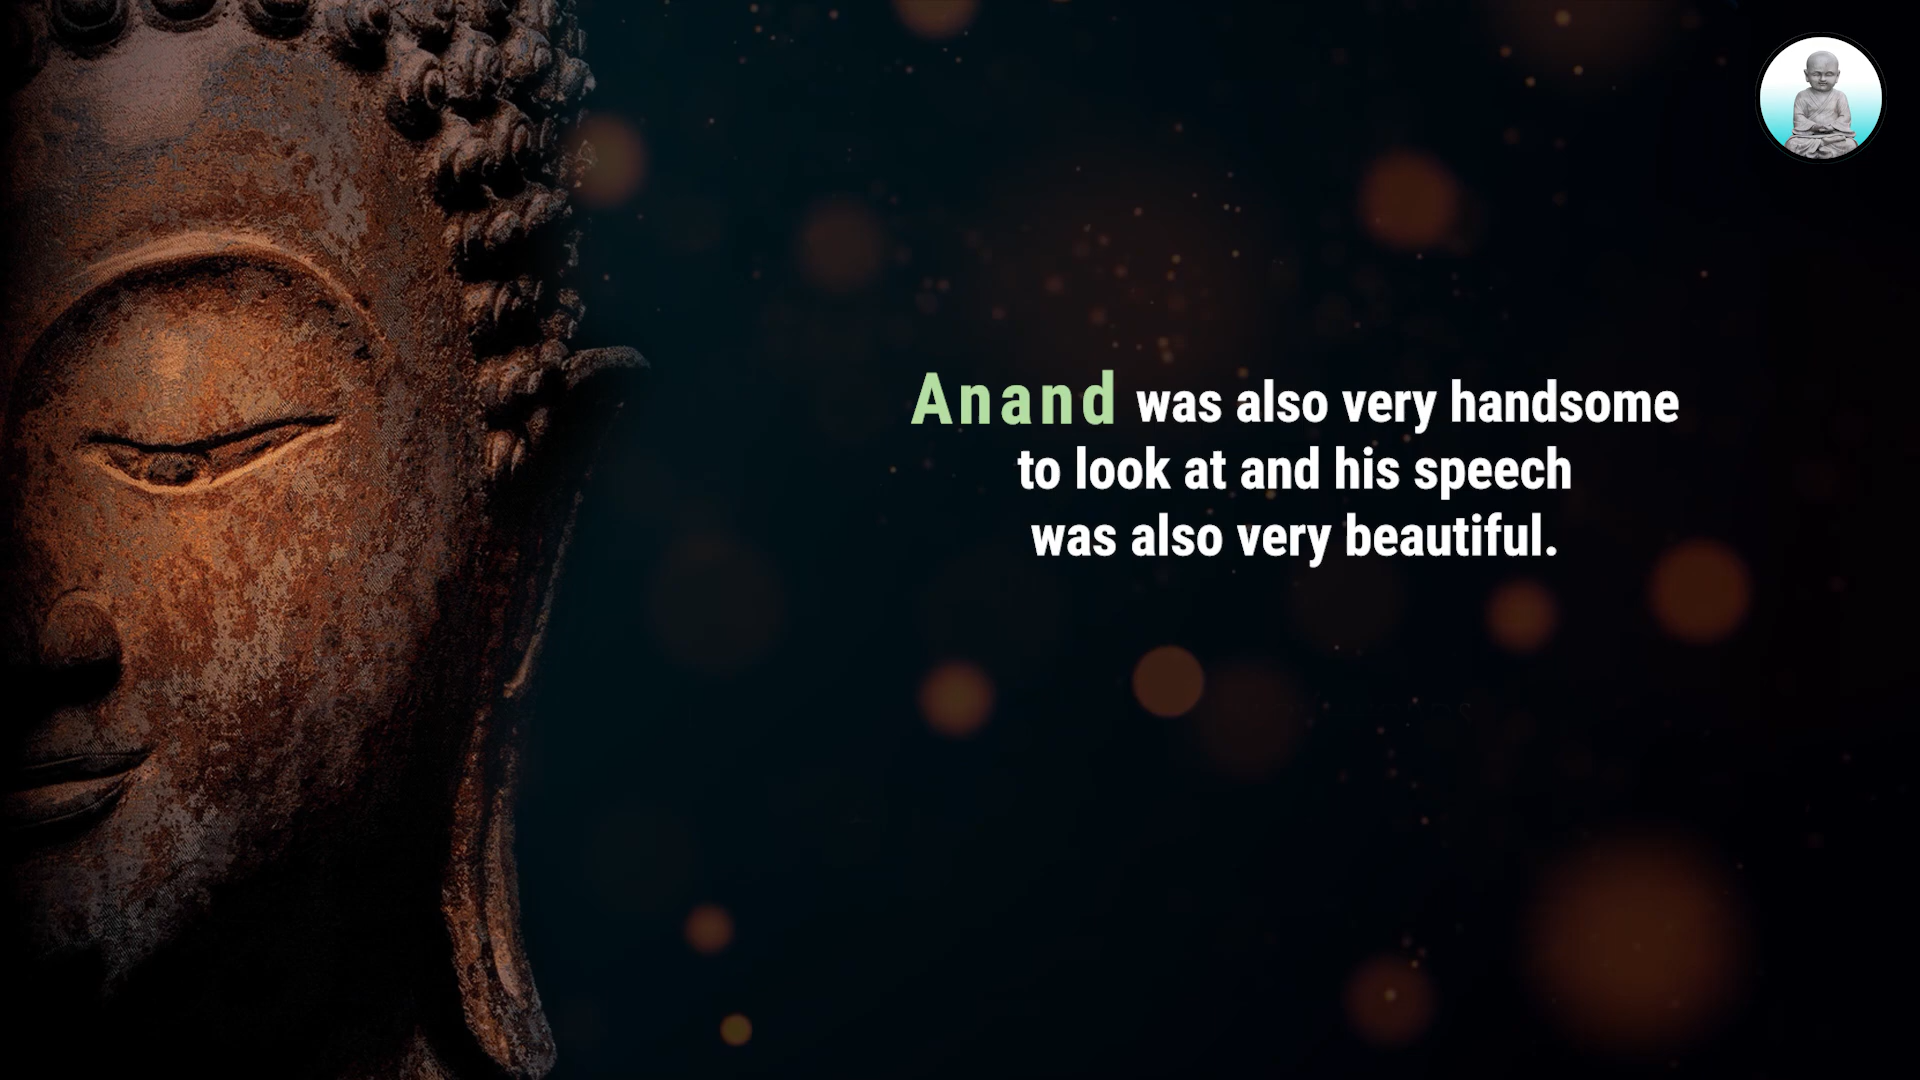 Anand was also very handsome
to look at and his speech
was also very beautiful.